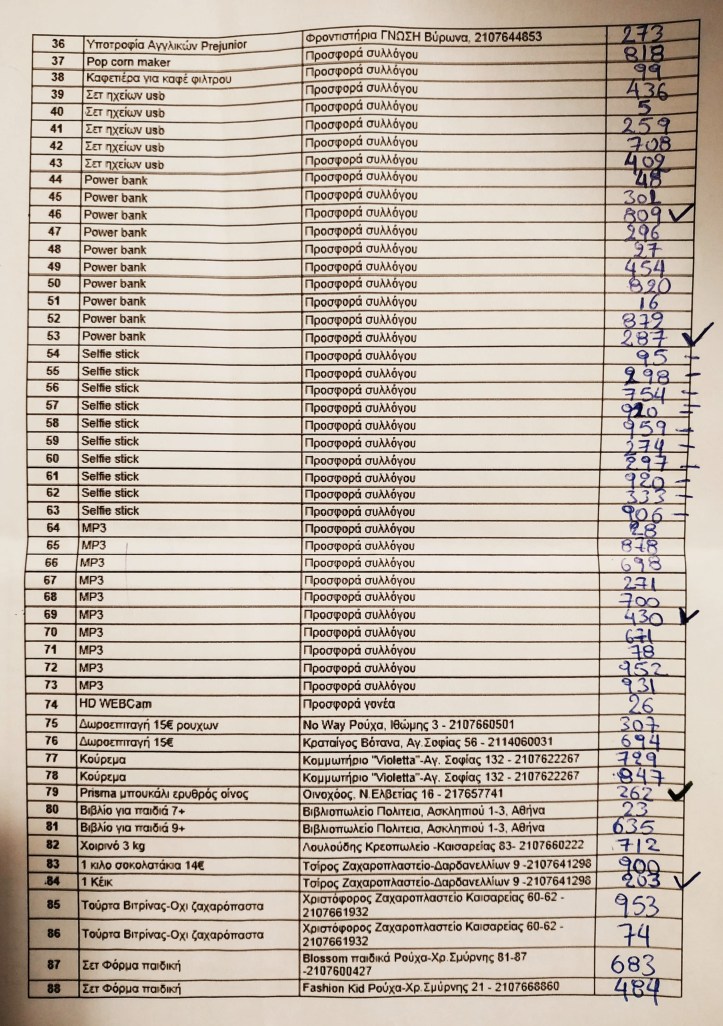 36 Υποτροφία Αγγλικών Prejunior Φροντιστήρια ΓΝΩΣΗ Βύρωνα, 2107644853 273
37 Pop corn maker Προσφορά συλλόγου 818
38 Καφετιέρα για καφέ φιλτρου Προσφορά συλλόγου 99
39 Σετ ηχείων usb Προσφορά συλλόγου 436
40 Σετ ηχείων usb Προσφορά συλλόγου 5
41 Σετ ηχείων usb Προσφορά συλλόγου 259
42 Σετ ηχείων usb Προσφορά συλλόγου 708
43 Σετ ηχείων usb Προσφορά συλλόγου 402
44 Power bank Προσφορά συλλόγου 48
45 Power bank Προσφορά συλλόγου 301
46 Power bank Προσφορά συλλόγου 809 ✓
47 Power bank Προσφορά συλλόγου 296
48 Power bank Προσφορά συλλόγου 27
49 Power bank Προσφορά συλλόγου 454
50 Power bank Προσφορά συλλόγου 820
51 Power bank Προσφορά συλλόγου 16
52 Power bank Προσφορά συλλόγου 879
53 Power bank Προσφορά συλλόγου 287 ✓
54 Selfie stick Προσφορά συλλόγου 95 –
55 Selfie stick Προσφορά συλλόγου 298 –
56 Selfie stick Προσφορά συλλόγου 754 –
57 Selfie stick Προσφορά συλλόγου –
58 Selfie stick Προσφορά συλλόγου 959 –
59 Selfie stick Προσφορά συλλόγου 274 –
60 Selfie stick Προσφορά συλλόγου 297 –
61 Selfie stick Προσφορά συλλόγου 920 –
62 Selfie stick Προσφορά συλλόγου 333 –
63 Selfie stick Προσφορά συλλόγου 906 –
64 MP3 Προσφορά συλλόγου 28
65 MP3 Προσφορά συλλόγου 878
66 MP3 Προσφορά συλλόγου 698
67 MP3 Προσφορά συλλόγου 271
68 MP3 Προσφορά συλλόγου 700
69 MP3 Προσφορά συλλόγου 430 ✓
70 MP3 Προσφορά συλλόγου 671
71 MP3 Προσφορά συλλόγου 78
72 MP3 Προσφορά συλλόγου 952
73 MP3 Προσφορά συλλόγου 931
74 HD WEBCam Προσφορά γονέα 26
75 Δωροεπιταγή 15€ ρουχων No Way Ρούχα, Ιθώμης 3 - 2107660501 307
76 Δωροεπιταγή 15€ Κραταίγος Βότανα, Αγ.Σοφίας 56 - 2114060031 694
77 Κούρεμα Κομμωτήριο "Violetta"-Αγ. Σοφίας 132 - 2107622267 729
78 Κούρεμα Κομμωτήριο "Violetta"-Αγ. Σοφίας 132 - 2107622267 847
79 Prisma μπουκάλι ερυθρός οίνος Οινοχόος, Ν.Ελβετίας 16 - 217657741 262 ✓
80 Βιβλίο για παιδιά 7+ Βιβλιοπωλείο Πολιτεια, Ασκληπιού 1-3, Αθήνα 23
81 Βιβλίο για παιδιά 9+ Βιβλιοπωλείο Πολιτεια, Ασκληπιού 1-3, Αθήνα 635
82 Χοιρινό 3 kg Λουλούδης Κρεοπωλείο -Καισαρείας 83- 2107660222 712
83 1 κιλο σοκολατάκια 14€ Τσίρος Ζαχαροπλαστείο-Δαρδανελλίων 9 -2107641298 900
84 1 Κέικ Τσίρος Ζαχαροπλαστείο-Δαρδανελλίων 9 -2107641298 263 ✓
85 Τούρτα Βιτρίνας-Οχι ζαχαρόπαστα Χριστόφορος Ζαχαροπλαστείο Καισαρείας 60-62 - 953
2107661932
86 Τούρτα Βιτρίνας-Οχι ζαχαρόπαστα Χριστόφορος Ζαχαροπλαστείο Καισαρείας 60-62 - 74
2107661932
87 Σετ Φόρμα παιδική Blossom παιδικά Ρούχα-Χρ.Σμύρνης 81-87 683
-2107600427
88 Σετ Φόρμα παιδική Fashion Kid Ρούχα-Χρ.Σμύρνης 21 - 2107668860 484